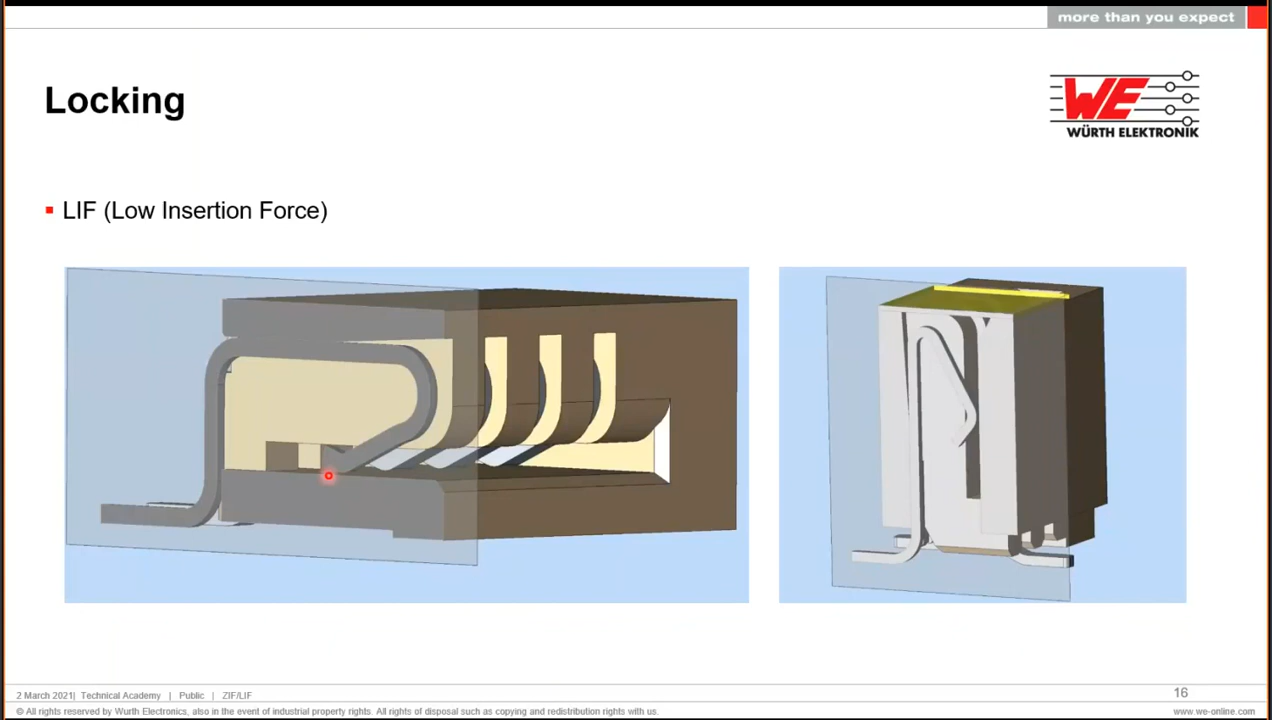 more than you expect
Locking
WE
WÜRTH ELEKTRONIK
LIF (Low Insertion Force)
2 March 2021| Technical Academy | Public | ZIF/LIF
16
© All rights reserved by Wurth Electronics, also in the event of industrial property rights. All rights of disposal such as copying and redistribution rights with us.
www.we-online.com